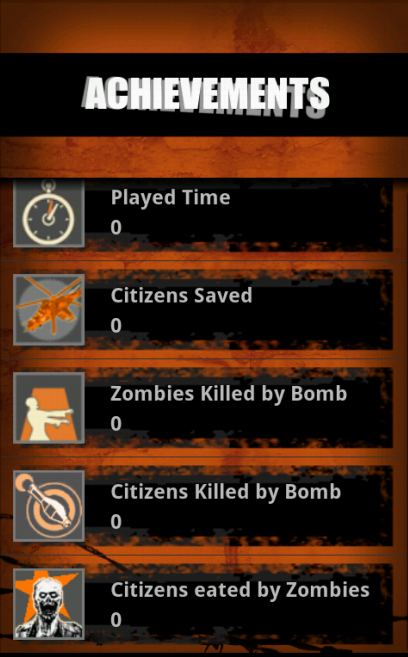 ACHIEVEMENTS
Played Time
0
Citizens Saved
0
Zombies Killed by Bomb
0
Citizens Killed by Bomb
0
Citizens eated by Zombies
0